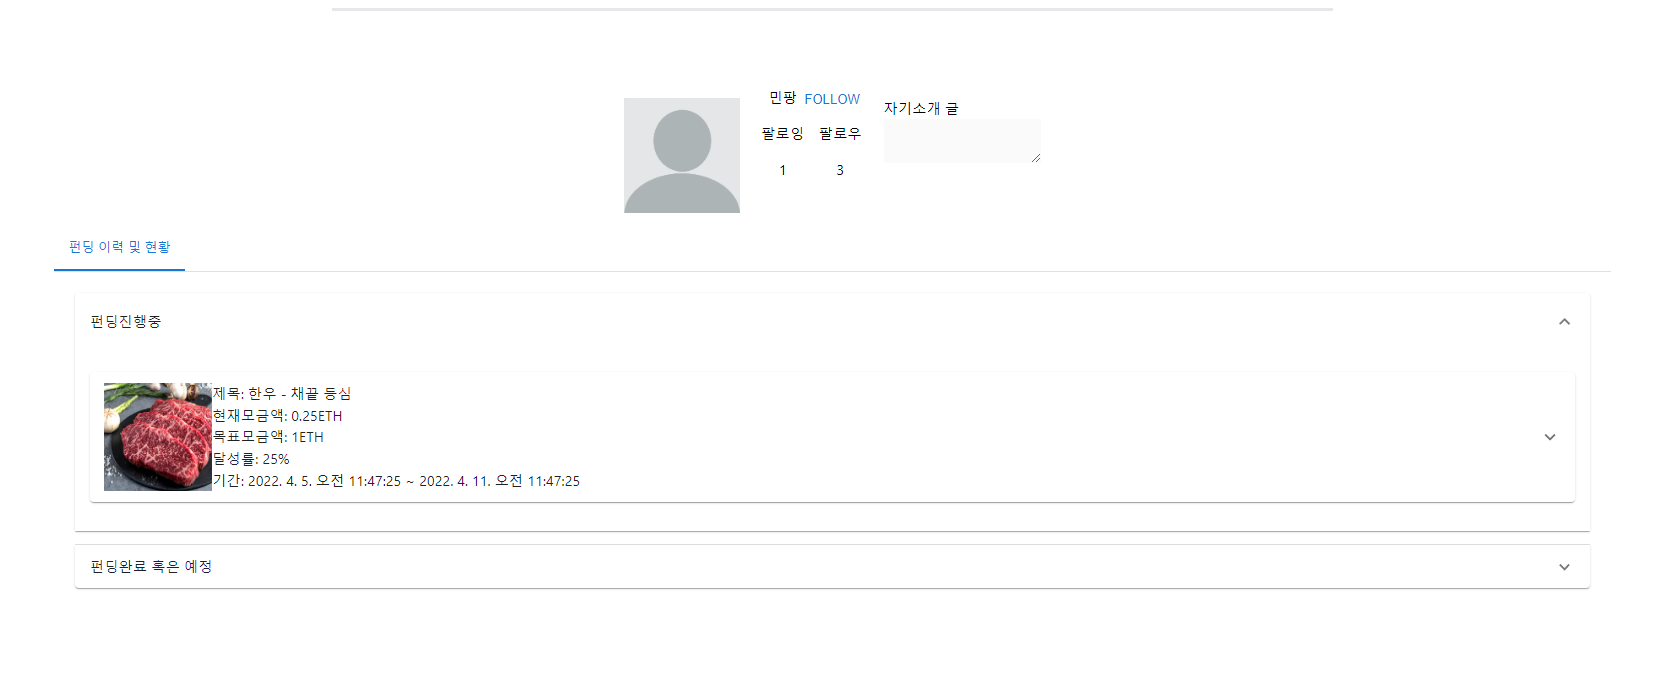 민팡 FOLLOW
팔로잉 팔로우
1 3
자기소개 글
펀딩 이력 및 현황
펀딩진행중
제목: 한우 - 채끝 등심
현재모금액: 0.25ETH
목표모금액: 1ETH
달성률: 25%
기간: 2022. 4. 5. 오전 11:47:25 ~ 2022. 4. 11. 오전 11:47:25
펀딩완료 혹은 예정